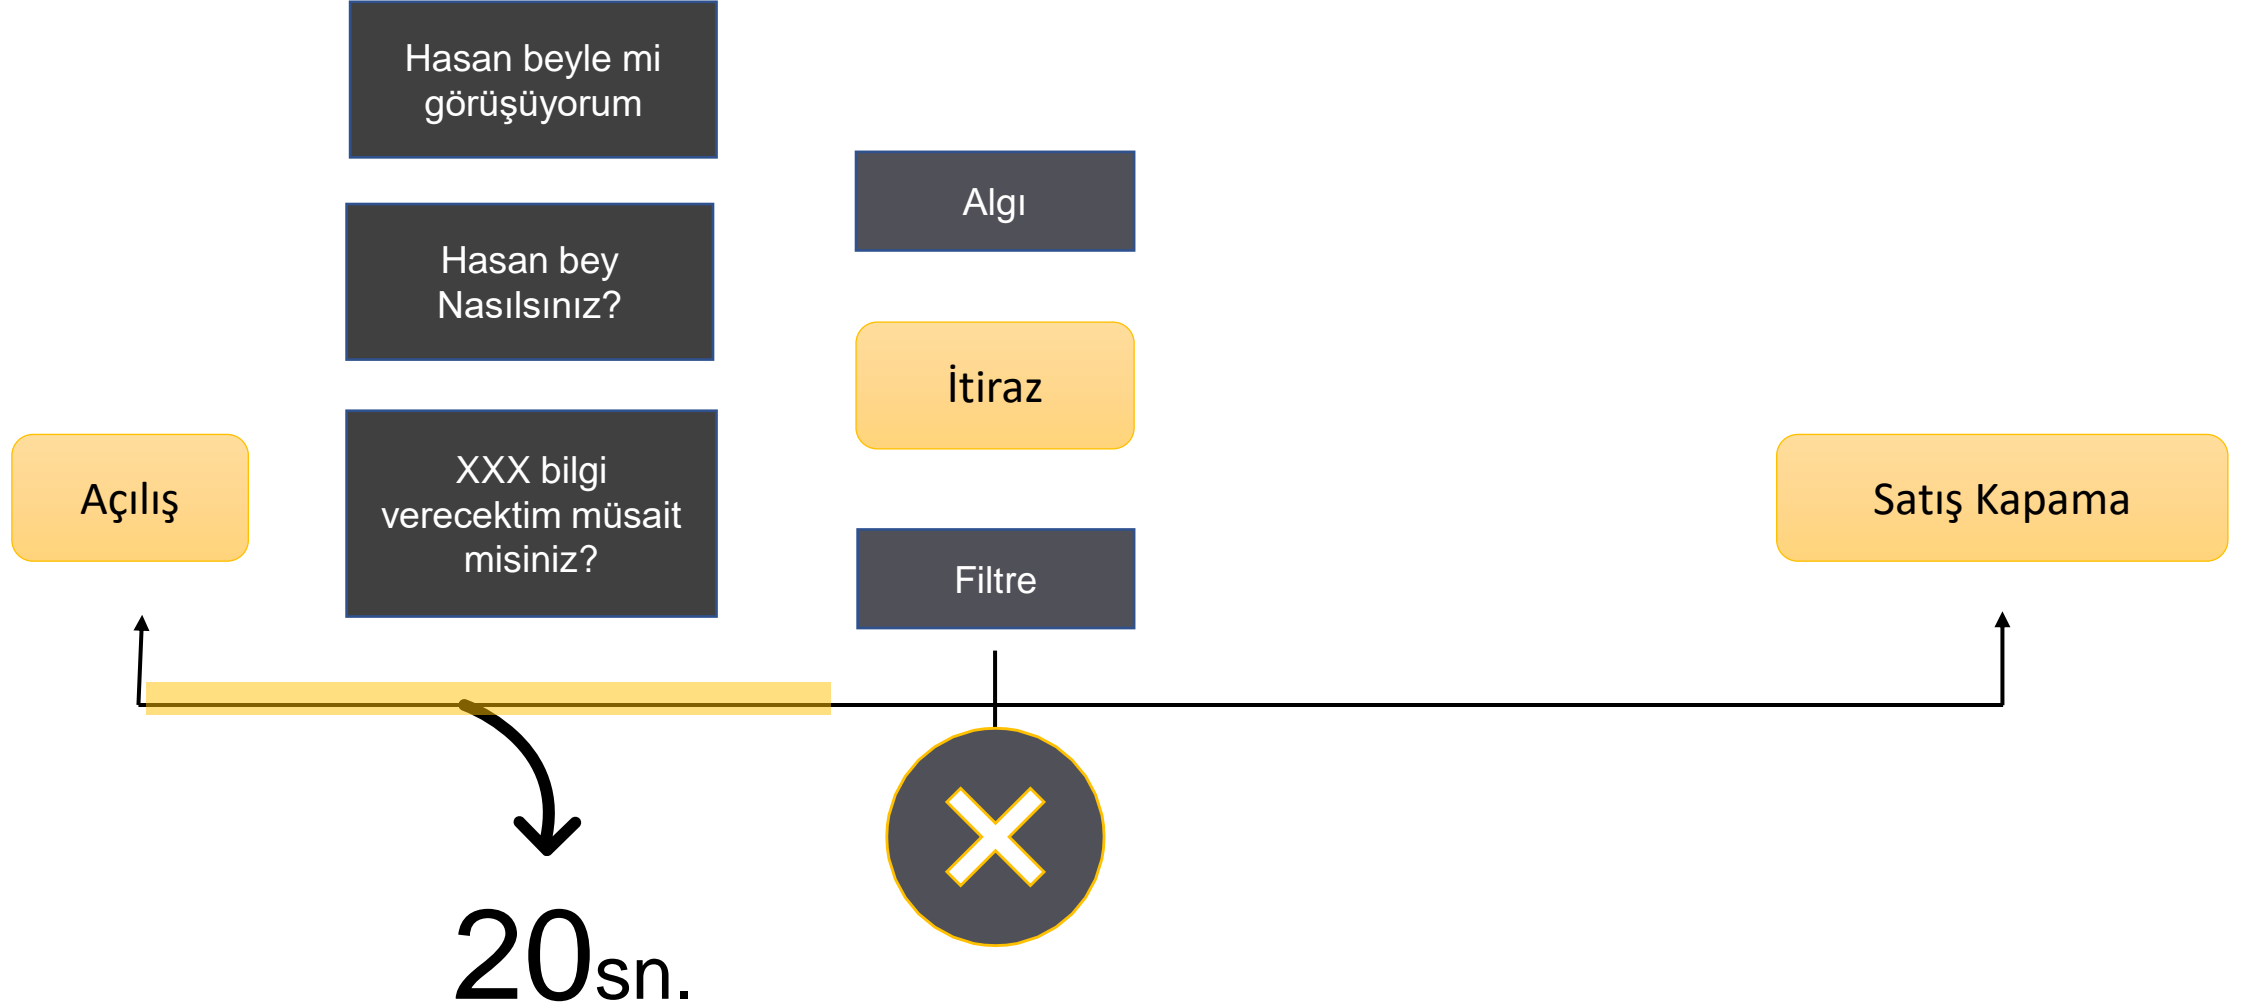 Hasan beyle mi
görüşüyorum
Hasan bey
Nasılsınız?
XXX bilgi
verecektim müsait
misiniz?
Algı
İtiraz
Filtre
Açılış
Satış Kapama
20sn.